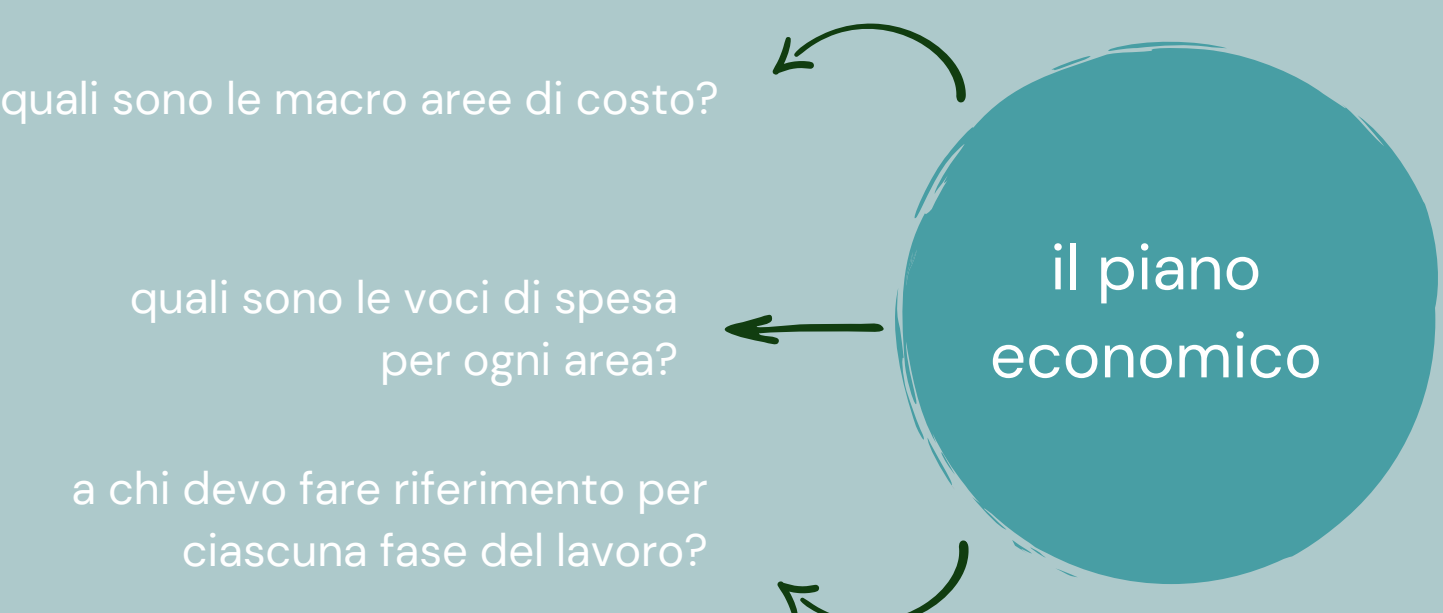 quali sono le macro aree di costo?
quali sono le voci di spesa
per ogni area?
a chi devo fare riferimento per
ciascuna fase del lavoro?
il piano
economico